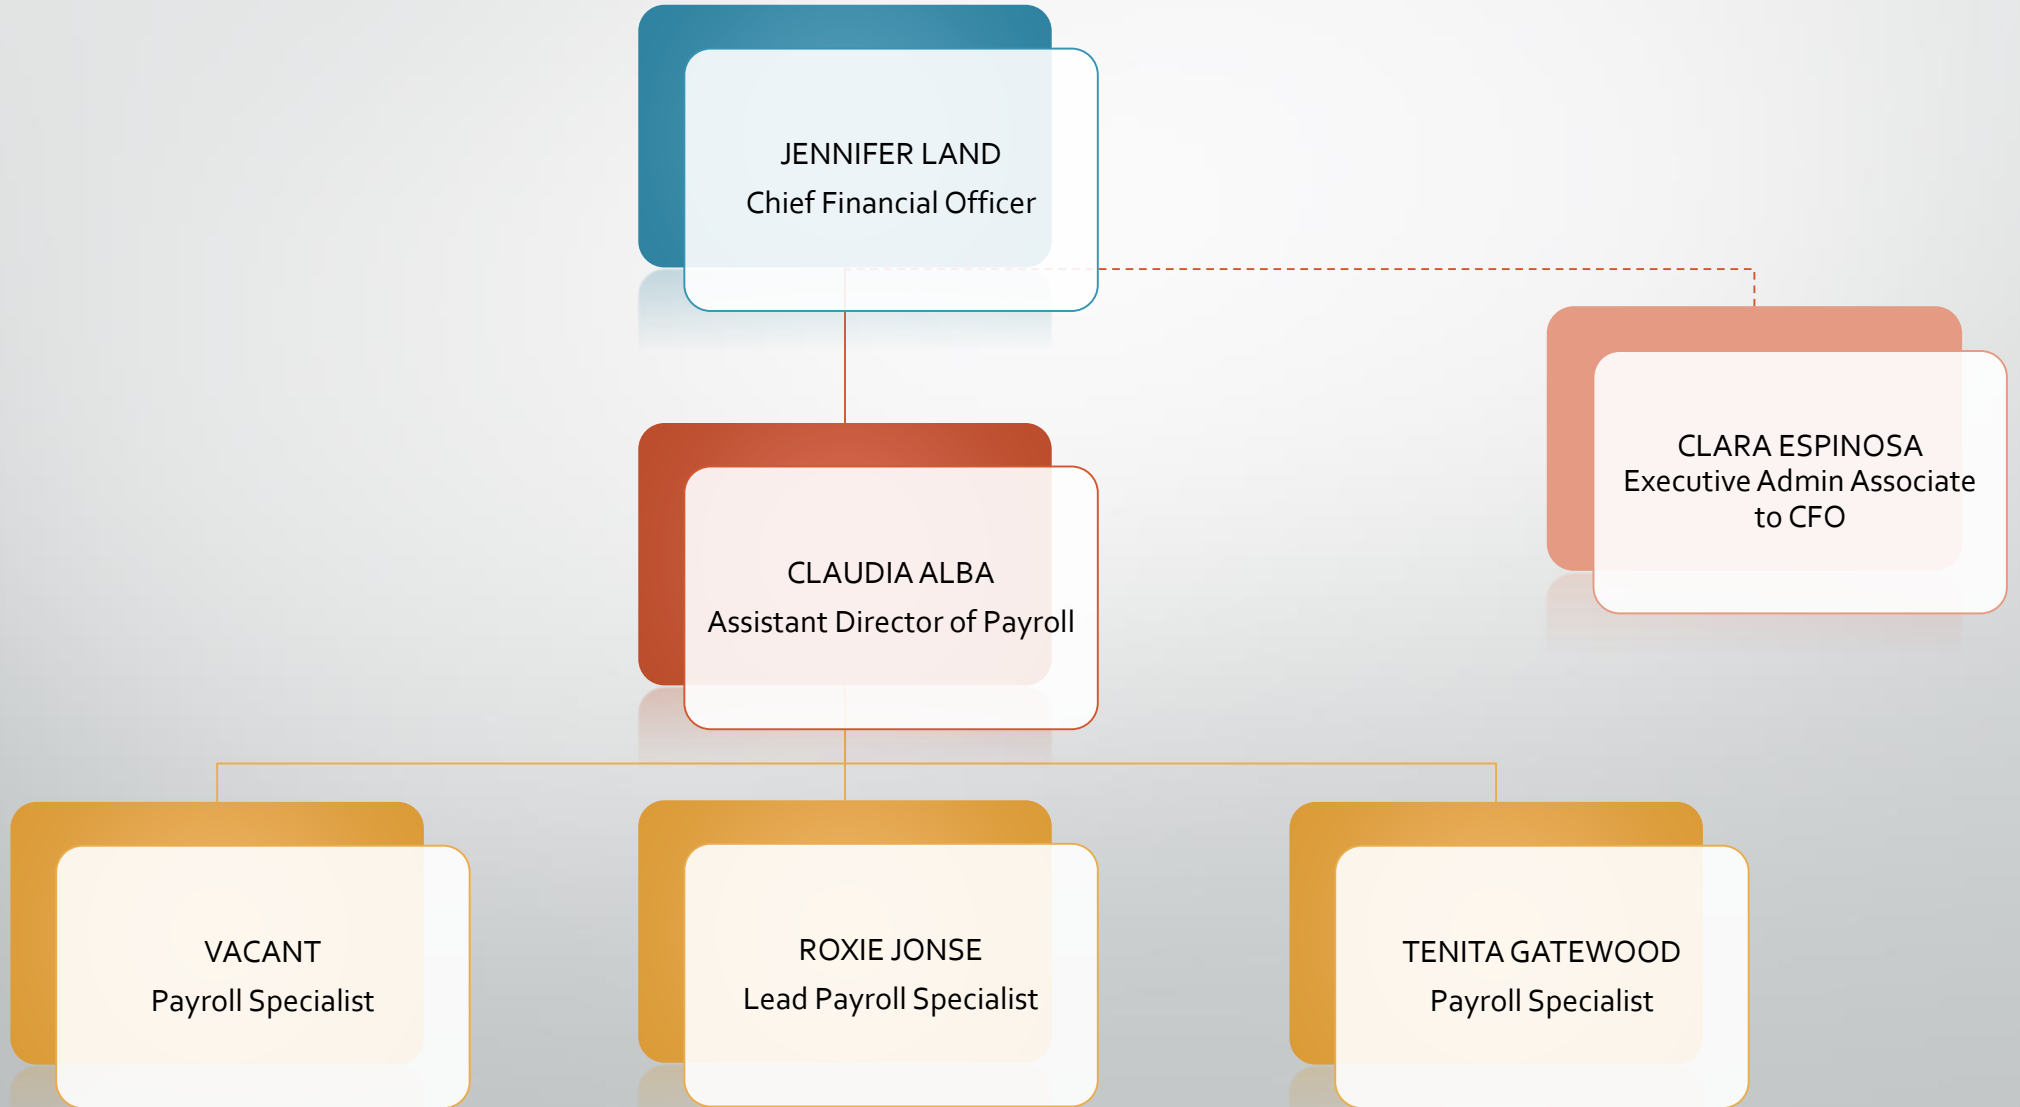 JENNIFER LAND
Chief Financial Officer
CLARA ESPINOSA
Executive Admin Associate
to CFO
CLAUDIA ALBA
Assistant Director of Payroll
VACANT
Payroll Specialist
ROXIE JONSE
Lead Payroll Specialist
TENITA GATEWOOD
Payroll Specialist